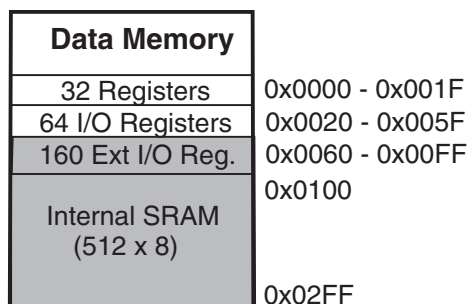 Data Memory
32 Registers 0x0000 - 0x001F
64 I/O Registers 0x0020 - 0x005F
160 Ext I/O Reg. 0x0060 - 0x00FF
0x0100
Internal SRAM
(512 x 8)
0x02FF